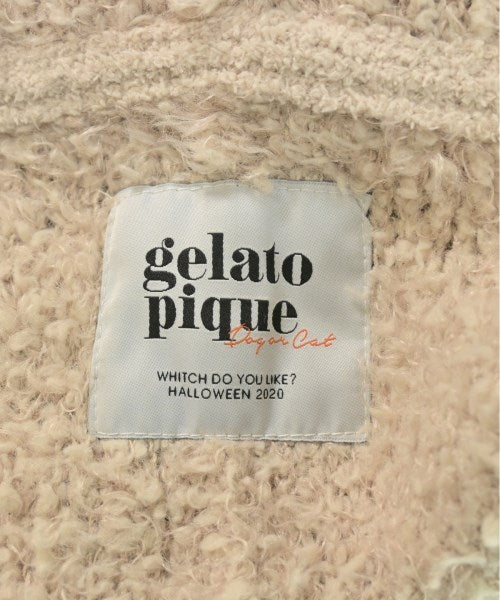 gelato
pique
Dog or Cat
WHITCH DO YOU LIKE?
HALLOWEEN 2020